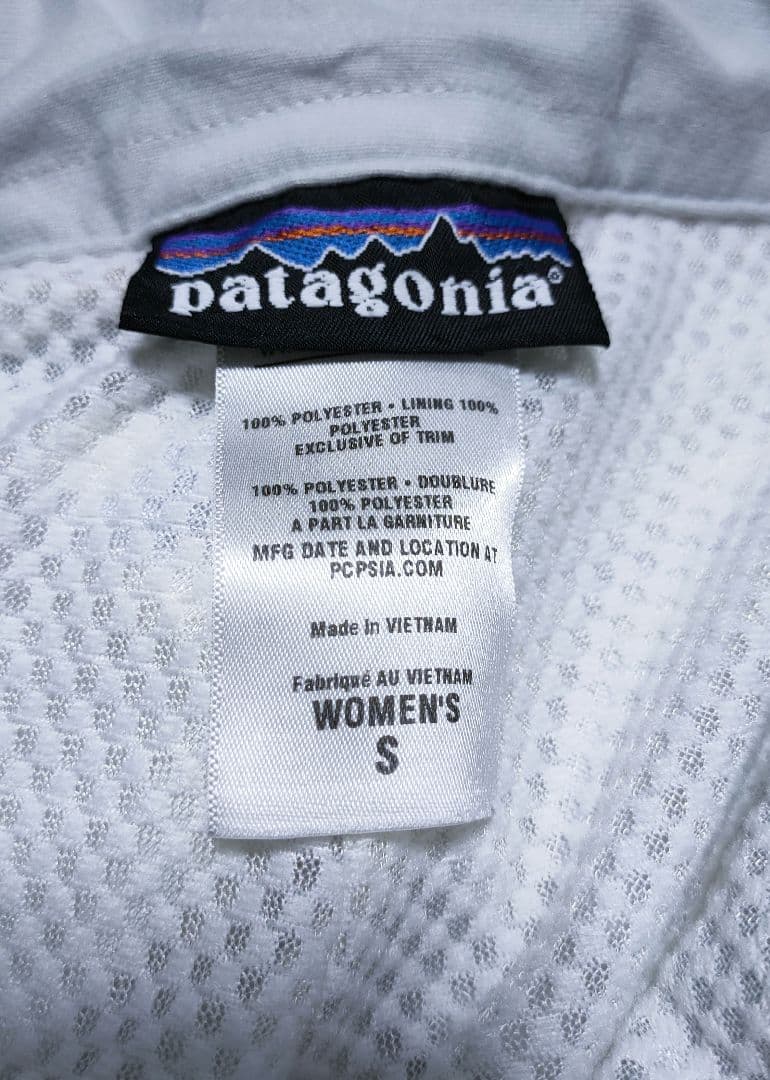 patagonia®
100% POLYESTER • LINING 100%
POLYESTER
EXCLUSIVE OF TRIM
100% POLYESTER • DOUBLURE
100% POLYESTER
A PART LA GARNITURE
MFG DATE AND LOCATION AT
PCPSIA.COM
Made in VIETNAM
Fabriqué AU VIETNAM
WOMEN'S
S